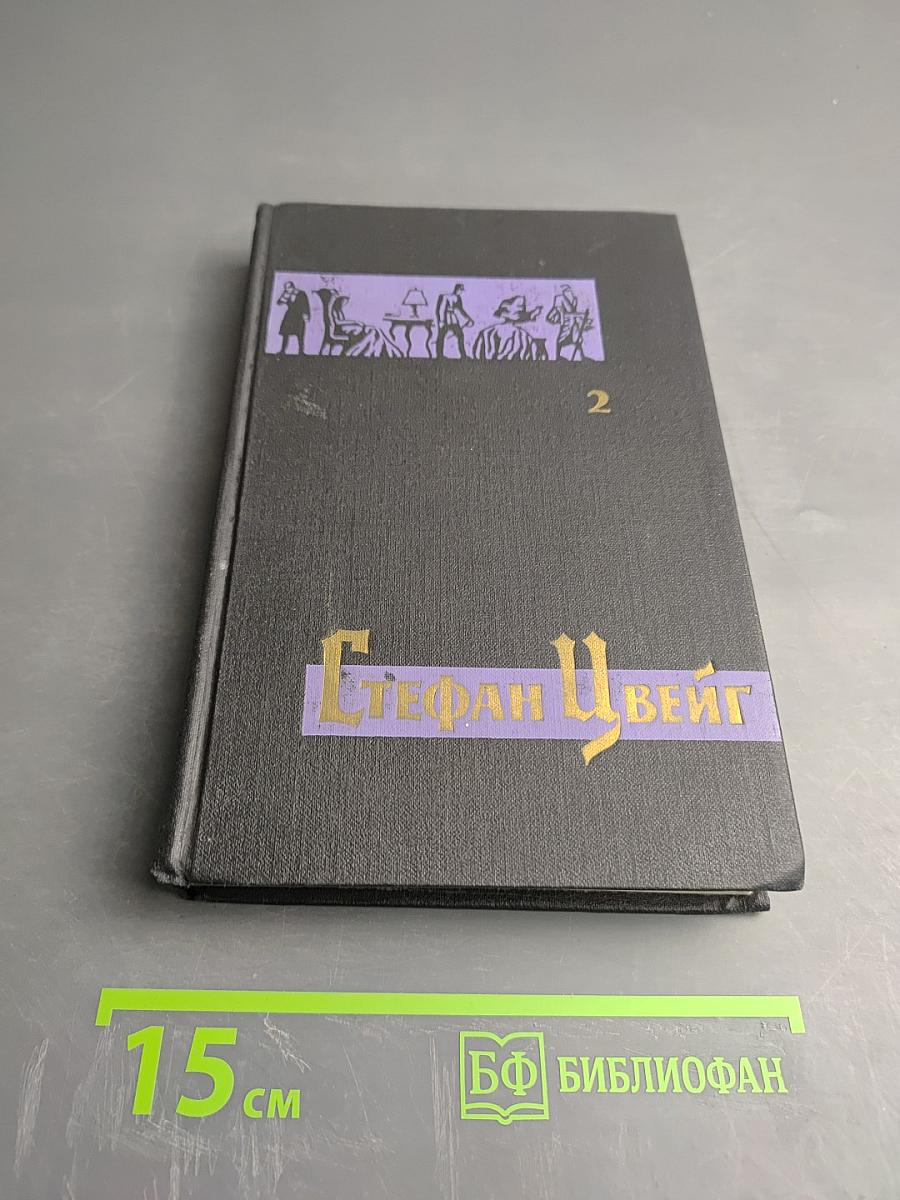 2
Стефан Цвейг
15 см
БФ БИБЛИОФАН